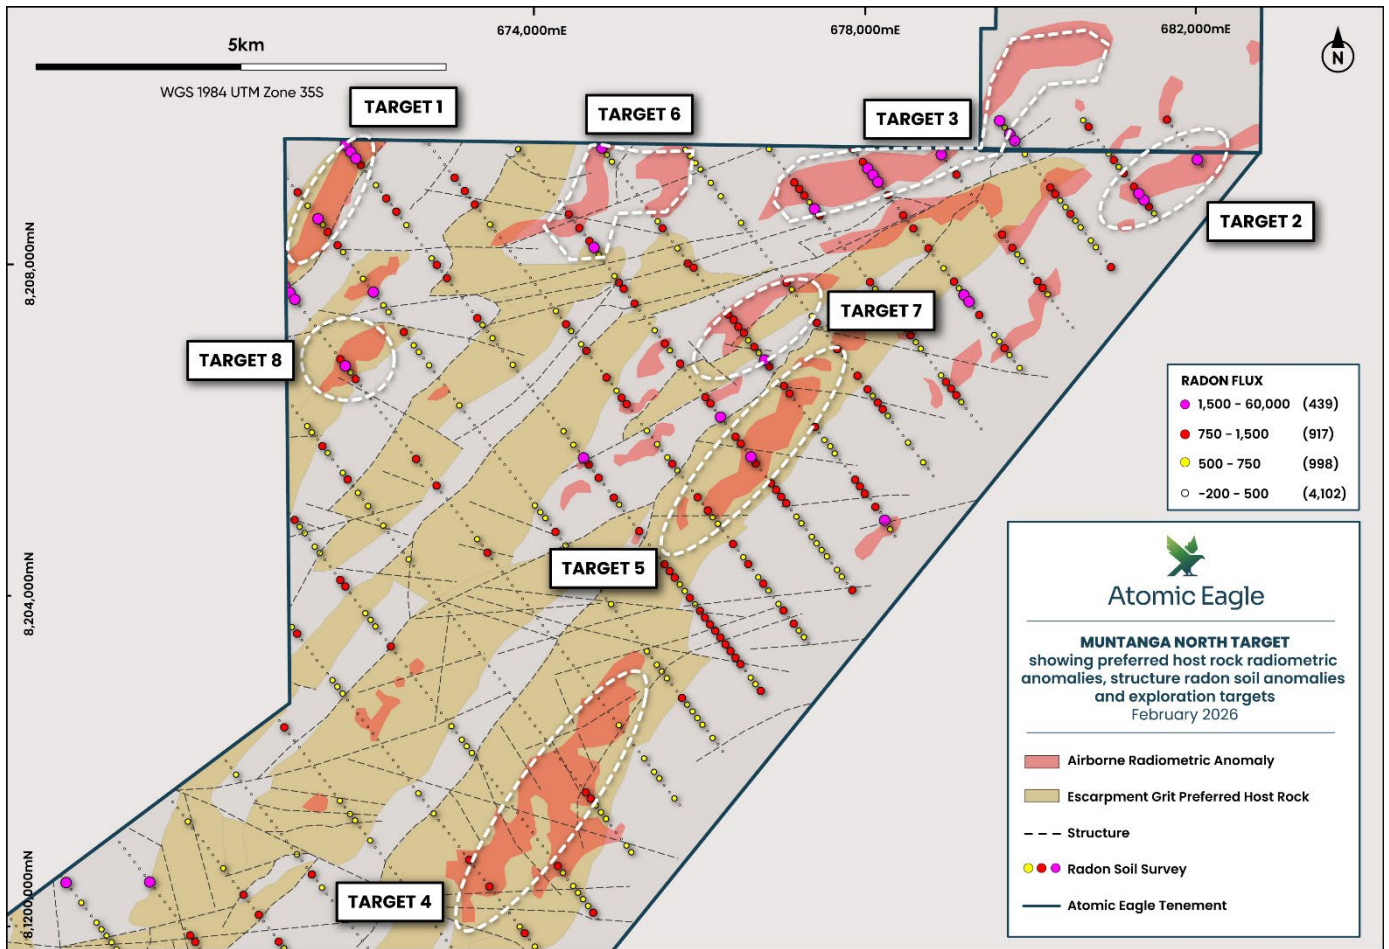 674,000mE
678,000mE
682,000mE
5km
WGS 1984 UTM Zone 35S
N
TARGET 1
TARGET 6
TARGET 3
TARGET 2
8,208,000mN
TARGET 7
TARGET 8
RADON FLUX
1,500 - 60,000 (439)
750 - 1,500 (917)
500 - 750 (998)
-200 - 500 (4,102)
TARGET 5
8,204,000mN
Atomic Eagle
MUNTANGA NORTH TARGET
showing preferred host rock radiometric
anomalies, structure radon soil anomalies
and exploration targets
February 2026
Airborne Radiometric Anomaly
Escarpment Grit Preferred Host Rock
Structure
Radon Soil Survey
Atomic Eagle Tenement
TARGET 4
8,1200,000mN